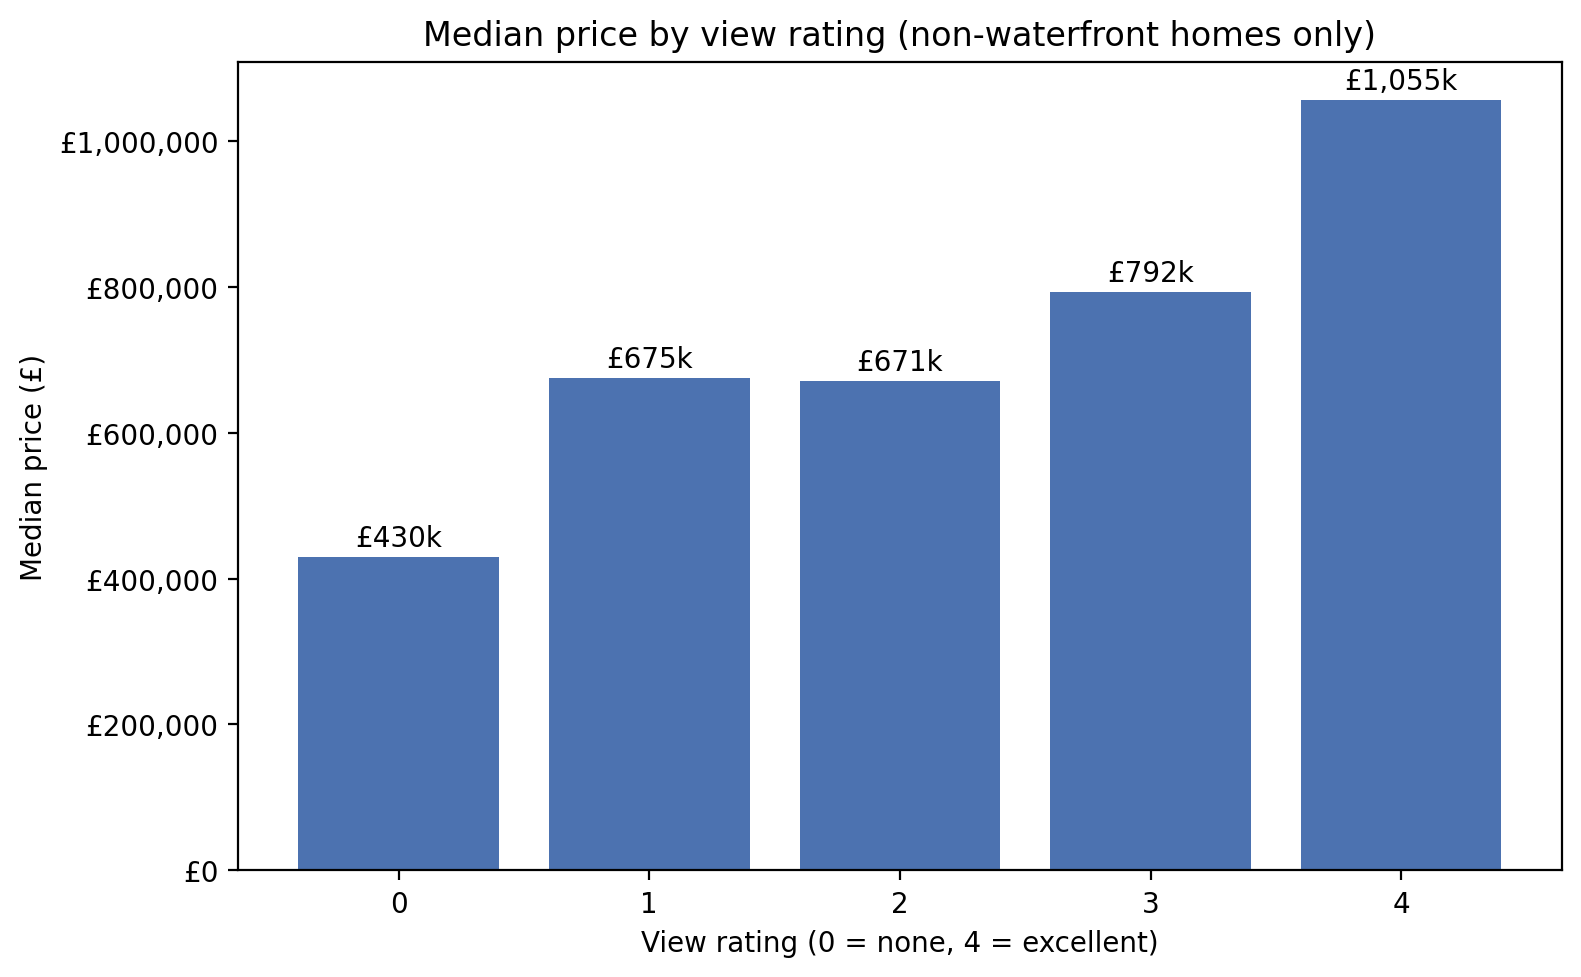 Median price by view rating (non-waterfront homes only)
£1,055k
£1,000,000
£792k
£800,000
£675k
£671k
£600,000
£430k
£400,000
£200,000
£0
Median price (£)
0 1 2 3 4
View rating (0 = none, 4 = excellent)